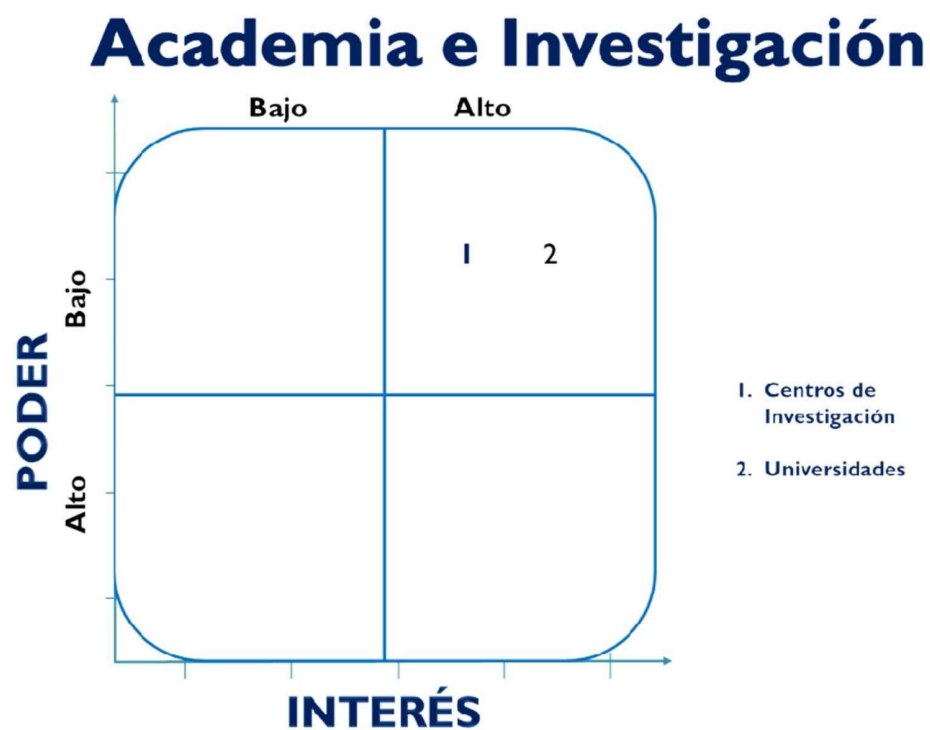 Academia e Investigación
Bajo Alto
PODER
Bajo
Alto
1 2
1. Centros de
Investigación
2. Universidades
INTERÉS